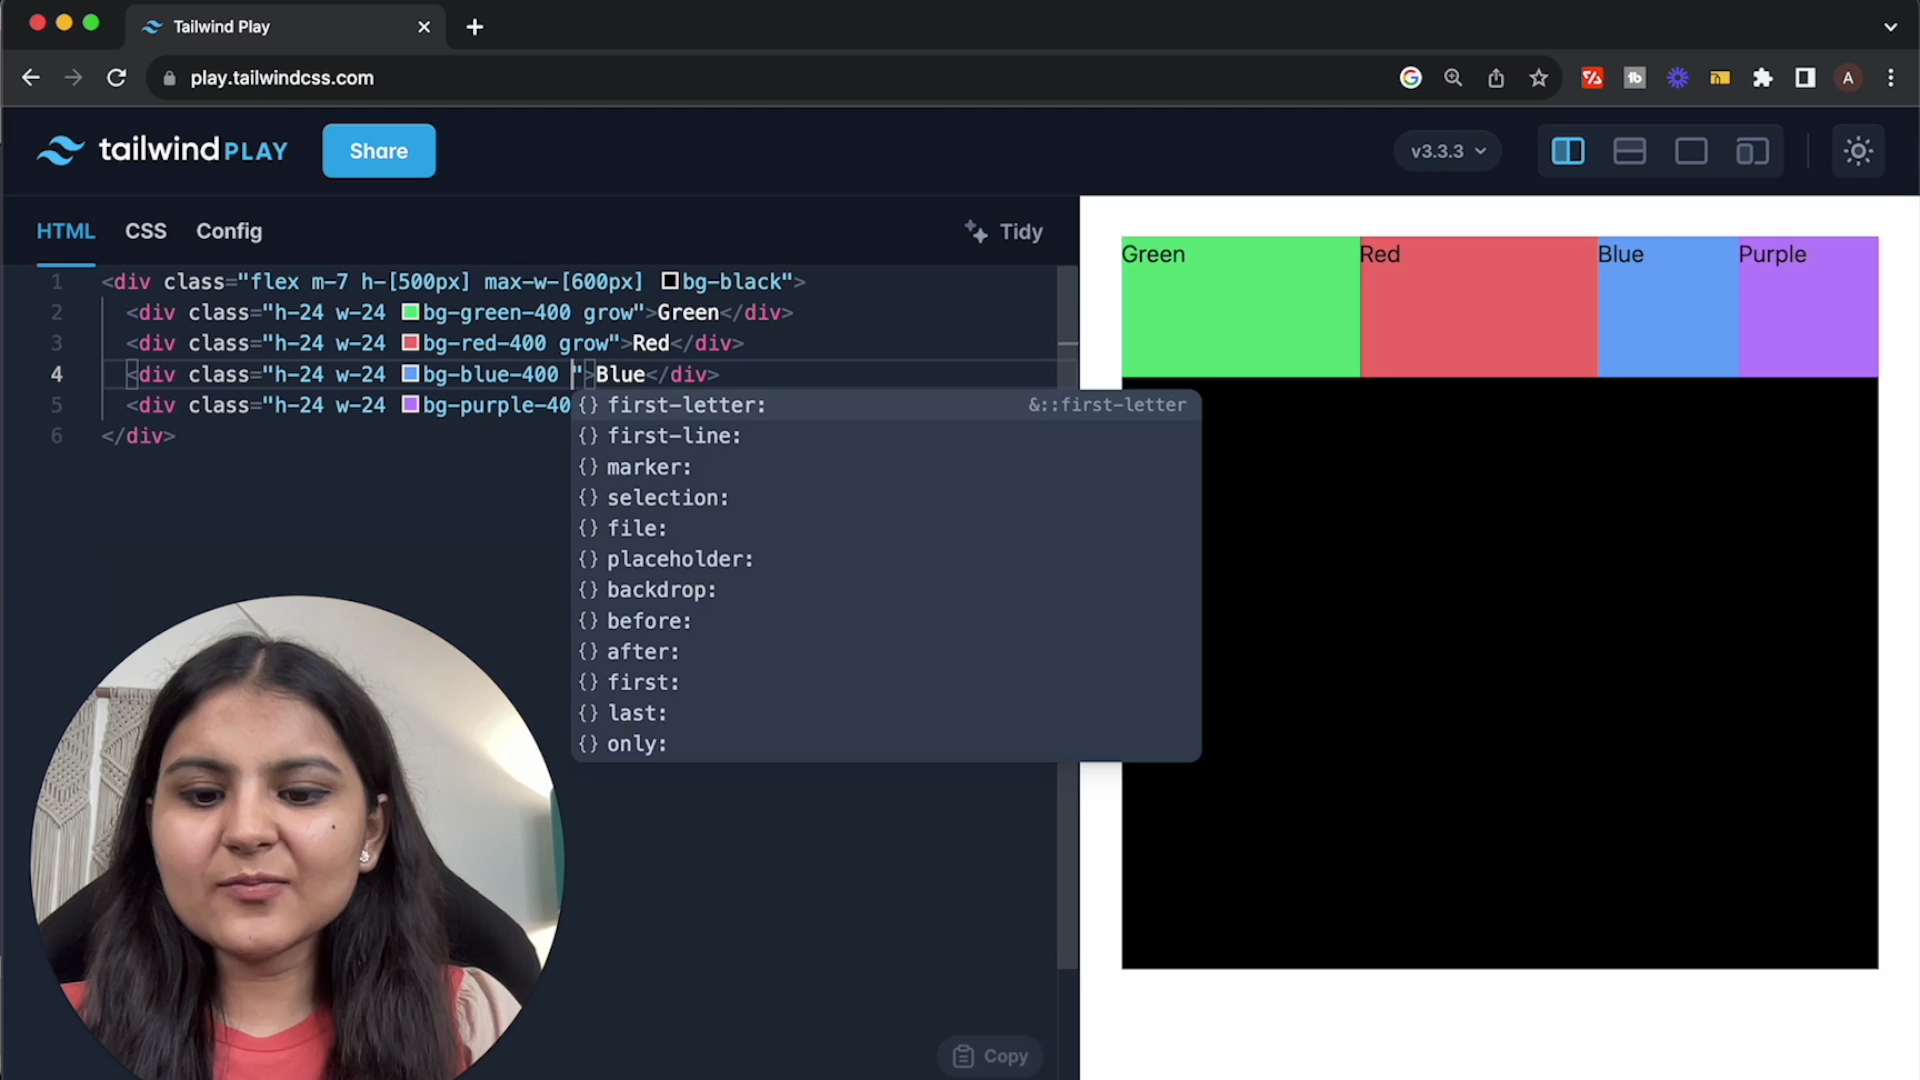 Tailwind Play
play.tailwindcss.com
A
tailwind PLAY
Share
v3.3.3
HTML CSS Config
Tidy
1 <div class="flex m-7 h-[500px] max-w-[600px] bg-black">
2 <div class="h-24 w-24 bg-green-400 grow">Green</div>
3 <div class="h-24 w-24 bg-red-400 grow">Red</div>
4 <div class="h-24 w-24 bg-blue-400 ">Blue</div>
5 <div class="h-24 w-24 bg-purple-40
6 </div>
{} first-letter: &::first-letter
{} first-line:
{} marker:
{} selection:
{} file:
{} placeholder:
{} backdrop:
{} before:
{} after:
{} first:
{} last:
{} only:
Copy
Green Red Blue Purple